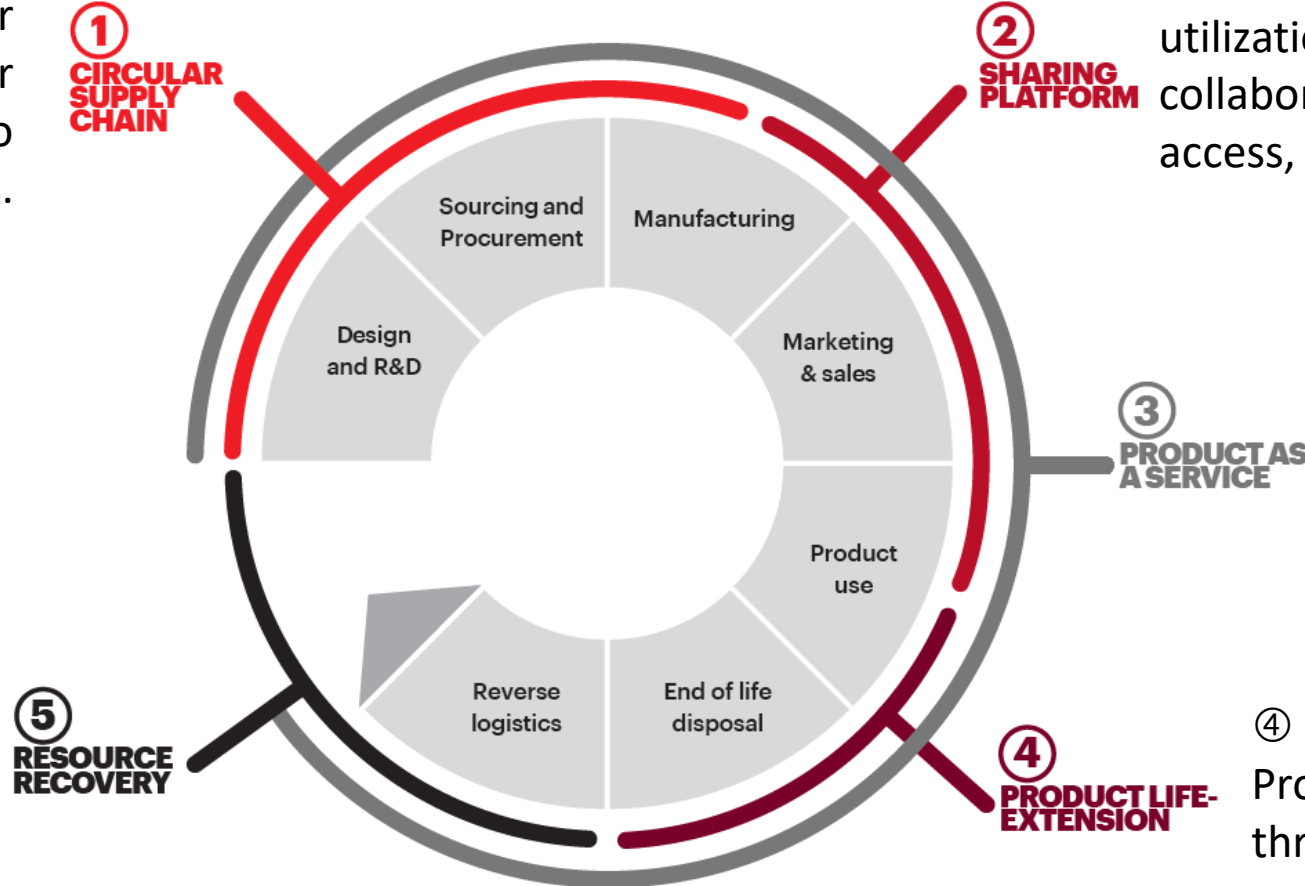 r
r
o
.
①
CIRCULAR
SUPPLY
CHAIN
②
SHARING
PLATFORM
utilizatio
collabor
access,
Sourcing and
Procurement
Manufacturing
Design
and R&D
Marketing
& sales
③
PRODUCT AS
A SERVICE
Product
use
Reverse
logistics
End of life
disposal
⑤
RESOURCE
RECOVERY
④
PRODUCT LIFE-
EXTENSION
④
Pro
thr